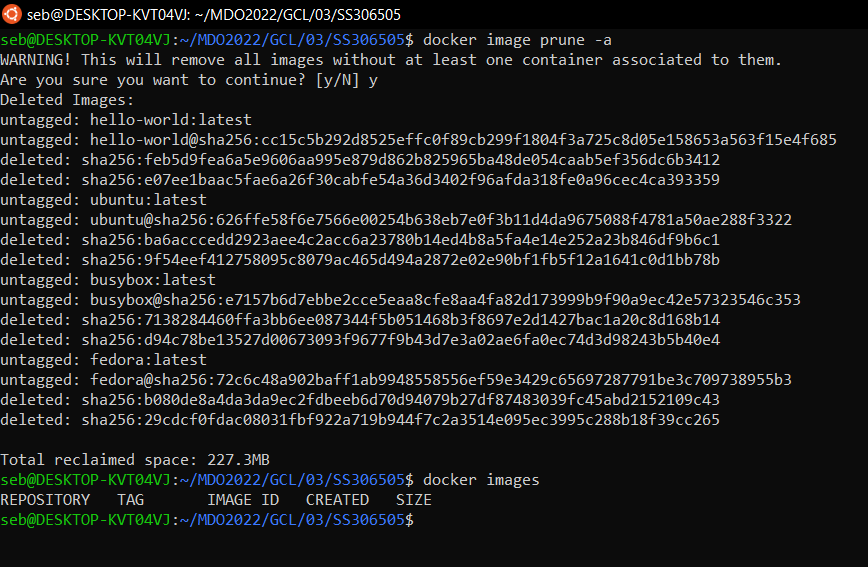 seb@DESKTOP-KVT04VJ: ~/MDO2022/GCL/03/SS306505
seb@DESKTOP-KVT04VJ:~/MDO2022/GCL/03/SS306505$ docker image prune -a
WARNING! This will remove all images without at least one container associated to them.
Are you sure you want to continue? [y/N] y
Deleted Images:
untagged: hello-world:latest
untagged: hello-world@sha256:cc15c5b292d8525effc0f89cb299f1804f3a725c8d05e158653a563f15e4f685
deleted: sha256:feb5d9fea6a5e9606aa995e879d862b825965ba48de054caab5ef356dc6b3412
deleted: sha256:e07ee1baac5fae6a26f30cabfe54a36d3402f96afda318fe0a96cec4ca393359
untagged: ubuntu:latest
untagged: ubuntu@sha256:626ffe58f6e7566e00254b638eb7e0f3b11d4da9675088f4781a50ae288f3322
deleted: sha256:ba6acccedd2923aee4c2acc6a23780b14ed4b8a5fa4e14e252a23b846df9b6c1
deleted: sha256:9f54eef412758095c8079ac465d494a2872e02e90bf1fb5f12a1641c0d1bb78b
untagged: busybox:latest
untagged: busybox@sha256:e7157b6d7ebbe2cce5eaa8cfe8aa4fa82d173999b9f90a9ec42e57323546c353
deleted: sha256:7138284460ffa3bb6ee087344f5b051468b3f8697e2d1427bac1a20c8d168b14
deleted: sha256:d94c78be13527d00673093f9677f9b43d7e3a02ae6fa0ec74d3d98243b5b40e4
untagged: fedora:latest
untagged: fedora@sha256:72c6c48a902baff1ab9948558556ef59e3429c65697287791be3c709738955b3
deleted: sha256:b080de8a4da3da9ec2fdbeeb6d70d94079b27df87483039fc45abd2152109c43
deleted: sha256:29cdcf0fdac08031fbf922a719b944f7c2a3514e095ec3995c288b18f39cc265
Total reclaimed space: 227.3MB
seb@DESKTOP-KVT04VJ:~/MDO2022/GCL/03/SS306505$ docker images
REPOSITORY   TAG       IMAGE ID   CREATED   SIZE
seb@DESKTOP-KVT04VJ:~/MDO2022/GCL/03/SS306505$